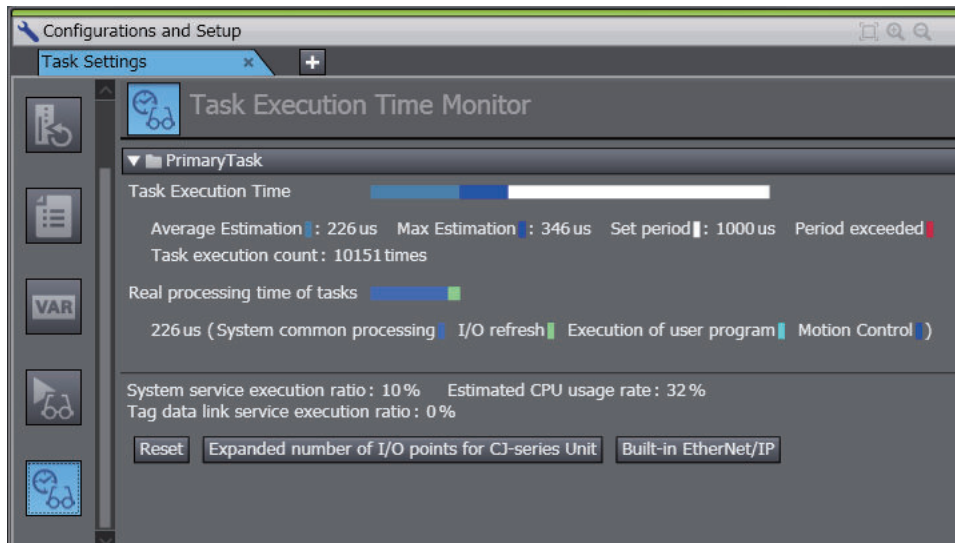 Configurations and Setup
Task Settings
Task Execution Time Monitor
PrimaryTask
Task Execution Time
Average Estimation : 226 us Max Estimation : 346 us Set period : 1000 us Period exceeded
Task execution count : 10151 times
Real processing time of tasks
226 us ( System common processing I/O refresh Execution of user program Motion Control )
System service execution ratio : 10 % Estimated CPU usage rate : 32 %
Tag data link service execution ratio : 0 %
Reset Expanded number of I/O points for CJ-series Unit Built-in EtherNet/IP
VAR